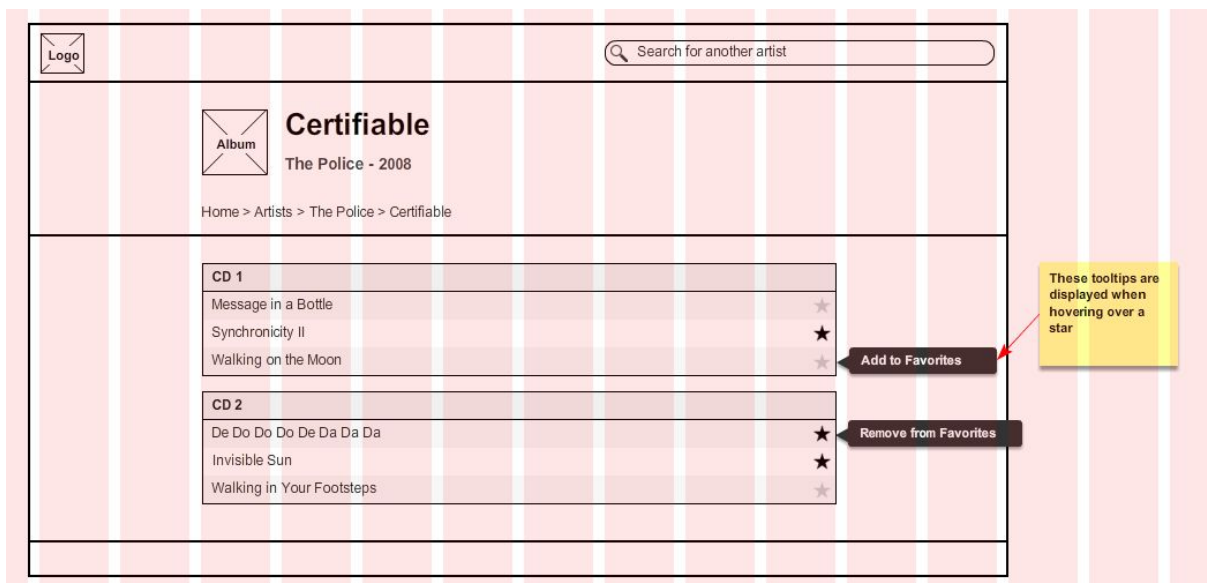 Logo
Search for another artist
Album
Certifiable
The Police - 2008
Home > Artists > The Police > Certifiable
CD 1
Message in a Bottle
Synchronicity II
Walking on the Moon
Add to Favorites
These tooltips are
displayed when
hovering over a
star
CD 2
De Do Do Do De Da Da Da
Remove from Favorites
Invisible Sun
Walking in Your Footsteps